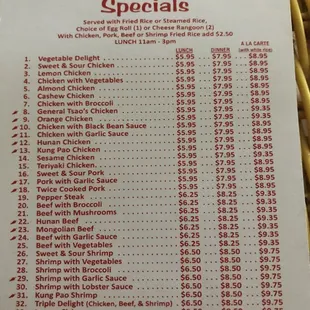 Specials
Served with Fried Rice or Steamed Rice,
Choice of Egg Roll (1) or Cheese Rangoon (2)
With Chicken, Pork, Beef or Shrimp Fried Rice add $2.50
LUNCH 11am - 3pm
LUNCH DINNER A LA CARTE
(with white rice)
1. Vegetable Delight $5.95 $7.95 $8.95
2. Sweet & Sour Chicken $5.95 $7.95 $8.95
3. Lemon Chicken $5.95 $7.95 $8.95
4. Chicken with Vegetables $5.95 $7.95 $8.95
5. Almond Chicken $5.95 $7.95 $8.95
6. Cashew Chicken $5.95 $7.95 $8.95
7. Chicken with Broccoli $5.95 $7.95 $8.95
8. General Tsao's Chicken $5.95 $7.95 $9.35
9. Orange Chicken $5.95 $7.95 $9.35
10. Chicken with Black Bean Sauce $5.95 $7.95 $8.95
11. Chicken with Garlic Sauce $5.95 $7.95 $8.95
12. Hunan Chicken $5.95 $7.95 $8.95
13. Kung Pao Chicken $5.95 $7.95 $8.95
14. Sesame Chicken $5.95 $7.95
15. Teriyaki Chicken $5.95 $7.95
16. Sweet & Sour Pork $5.95 $7.95 $8.95
17. Pork with Garlic Sauce $5.95 $7.95 $8.95
18. Twice Cooked Pork $5.95 $7.95 $8.95
19. Pepper Steak $6.25 $8.25 $9.35
20. Beef with Broccoli $6.25 $8.25 $9.35
21. Beef with Mushrooms $6.25 $8.25 $9.35
22. Hunan Beef $6.25 $8.25 $9.35
23. Mongolian Beef $6.25 $8.25 $9.35
24. Beef with Garlic Sauce $6.25 $8.25 $9.35
25. Beef with Vegetables $6.25 $8.25 $9.35
26. Sweet & Sour Shrimp $6.50 $8.50 $9.75
27. Shrimp with Vegetables $6.50 $8.50 $9.75
28. Shrimp with Broccoli $6.50 $8.50 $9.75
29. Shrimp with Garlic Sauce $6.50 $8.50 $9.75
30. Shrimp with Lobster Sauce $6.50 $8.50 $9.75
31. Kung Pao Shrimp $6.50 $8.50 $9.75
32. Triple Delight (Chicken, Beef, & Shrimp) $6.50 $8.50 $9.75